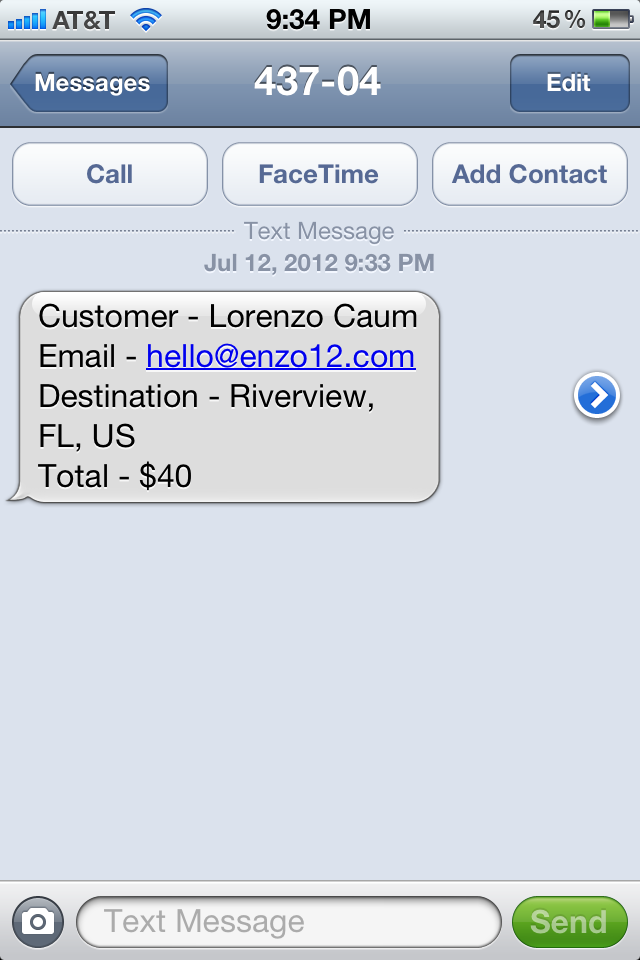 AT&T 9:34 PM 45 %
Messages 437-04 Edit
Call FaceTime Add Contact
Text Message
Jul 12, 2012 9:33 PM
Customer - Lorenzo Caum
Email - hello@enzo12.com
Destination - Riverview,
FL, US
Total - $40
Text Message Send